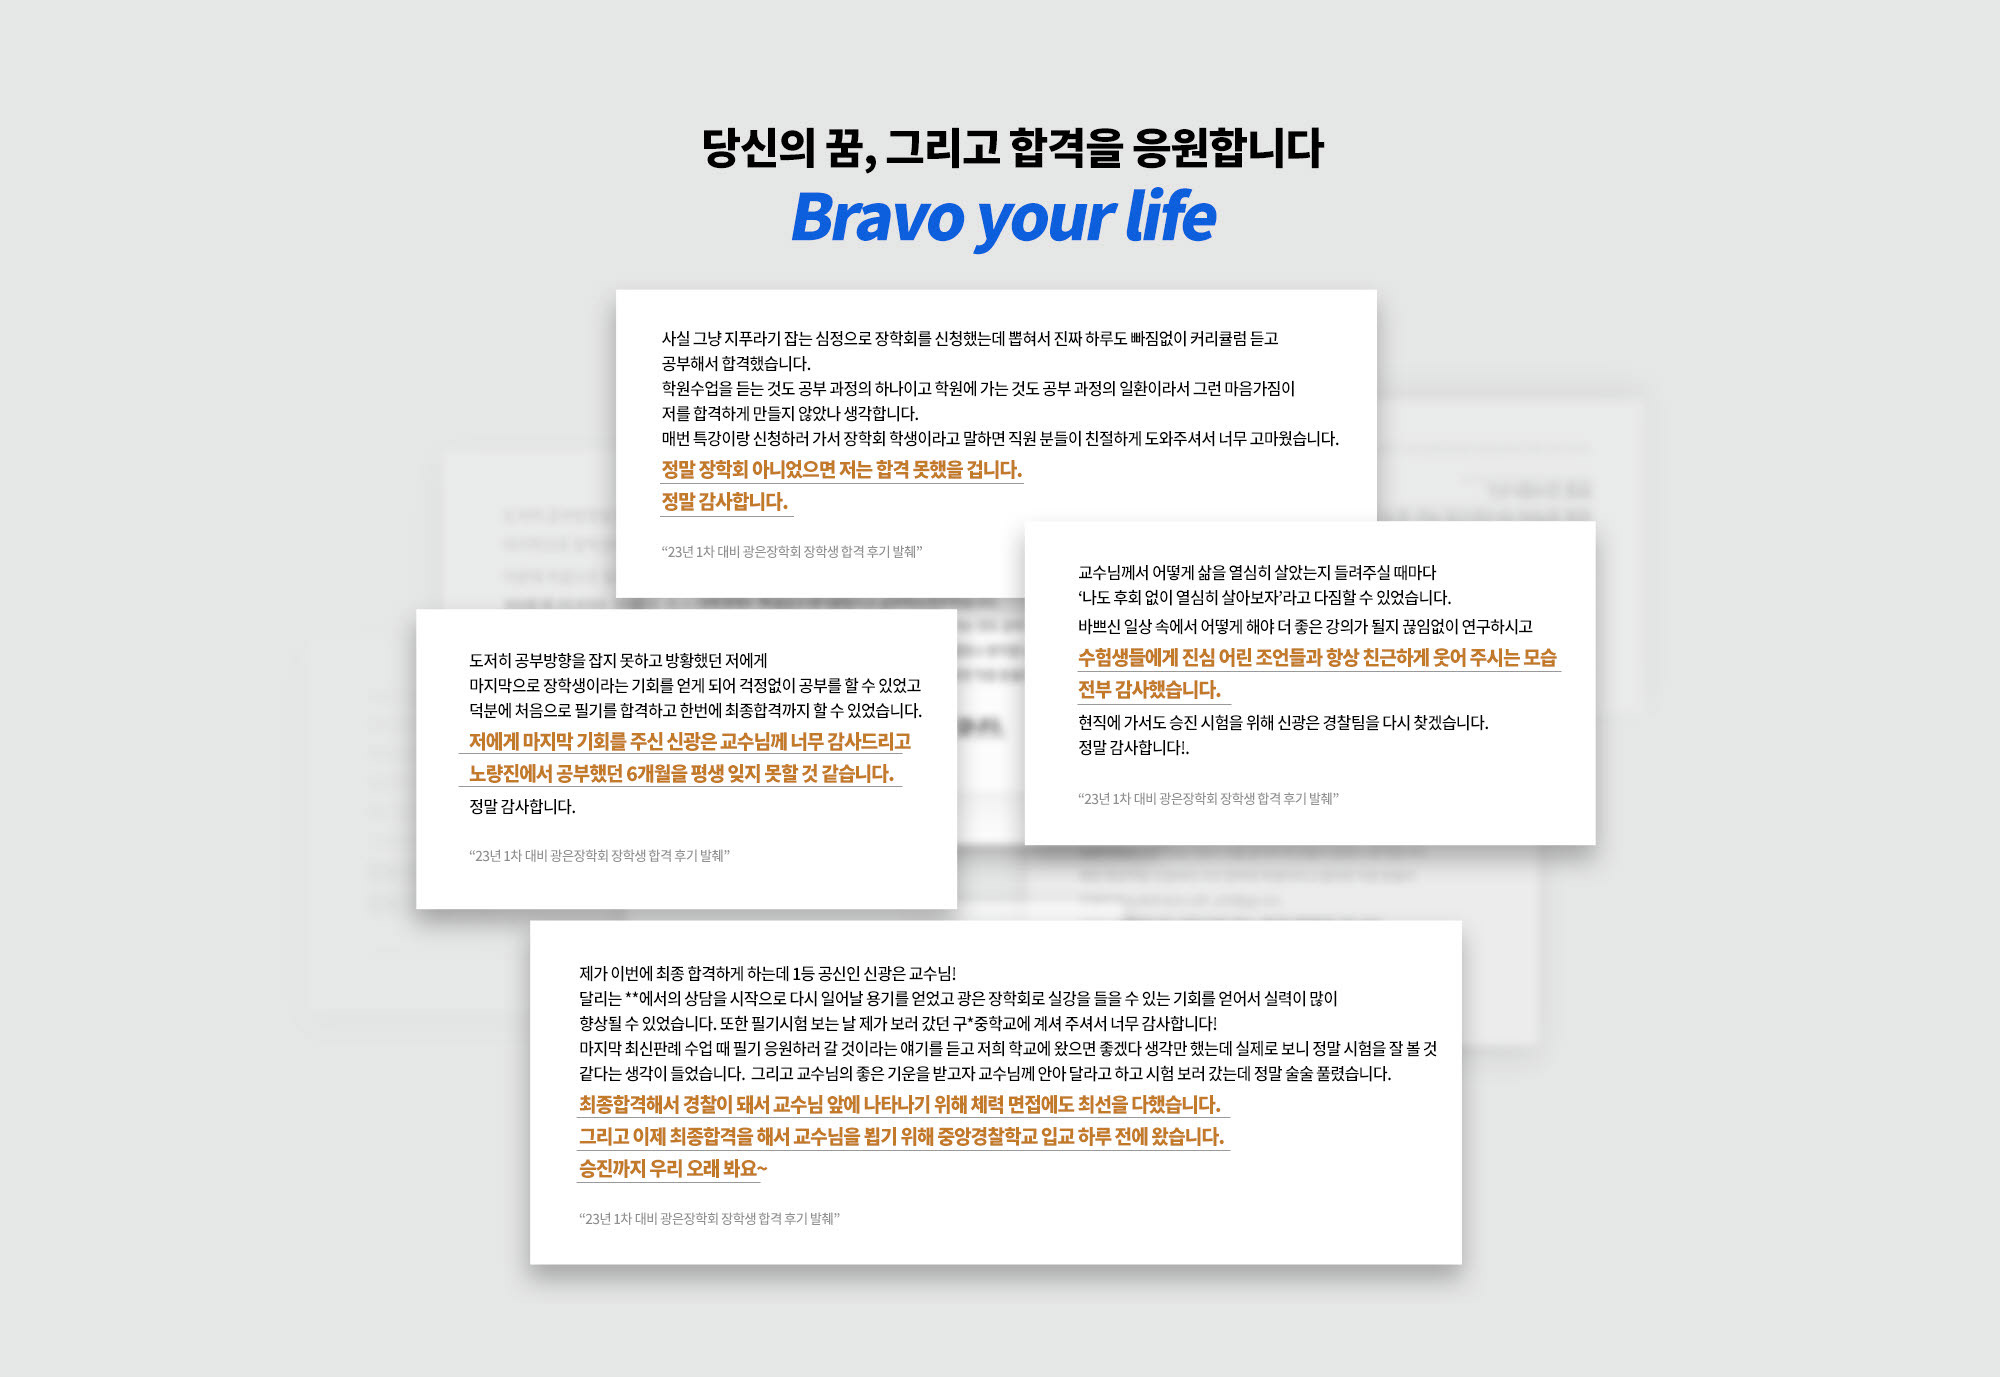 당신의 꿈, 그리고 합격을 응원합니다
Bravo your life
사실 그냥 지푸라기 잡는 심정으로 장학회를 신청했는데 뽑혀서 진짜 하루도 빠짐없이 커리큘럼 듣고
공부해서 합격했습니다.
학원수업을 듣는 것도 공부 과정의 하나이고 학원에 가는 것도 공부 과정의 일환이라서 그런 마음가짐이
저를 합격하게 만들지 않았나 생각합니다.
매번 특강이랑 신청하러 가서 장학회 학생이라고 말하면 직원 분들이 친절하게 도와주셔서 너무 고마웠습니다.
정말 장학회 아니었으면 저는 합격 못했을 겁니다.
정말 감사합니다.
“23년 1차 대비 광은장학회 장학생 합격 후기 발췌”
교수님께서 어떻게 삶을 열심히 살았는지 들려주실 때마다
‘나도 후회 없이 열심히 살아보자’라고 다짐할 수 있었습니다.
바쁘신 일상 속에서 어떻게 해야 더 좋은 강의가 될지 끊임없이 연구하시고
수험생들에게 진심 어린 조언들과 항상 친근하게 웃어 주시는 모습
전부 감사했습니다.
현직에 가서도 승진 시험을 위해 신광은 경찰팀을 다시 찾겠습니다.
정말 감사합니다!.
“23년 1차 대비 광은장학회 장학생 합격 후기 발췌”
도저히 공부방향을 잡지 못하고 방황했던 저에게
마지막으로 장학생이라는 기회를 얻게 되어 걱정없이 공부를 할 수 있었고
덕분에 처음으로 필기를 합격하고 한번에 최종합격까지 할 수 있었습니다.
저에게 마지막 기회를 주신 신광은 교수님께 너무 감사드리고
노량진에서 공부했던 6개월을 평생 잊지 못할 것 같습니다.
정말 감사합니다.
“23년 1차 대비 광은장학회 장학생 합격 후기 발췌”
제가 이번에 최종 합격하게 하는데 1등 공신인 신광은 교수님!
달리는 **에서의 상담을 시작으로 다시 일어날 용기를 얻었고 광은 장학회로 실강을 들을 수 있는 기회를 얻어서 실력이 많이
향상될 수 있었습니다. 또한 필기시험 보는 날 제가 보러 갔던 구*중학교에 계셔 주셔서 너무 감사합니다!
마지막 최신판례 수업 때 필기 응원하러 갈 것이라는 얘기를 듣고 저희 학교에 왔으면 좋겠다 생각만 했는데 실제로 보니 정말 시험을 잘 볼 것
같다는 생각이 들었습니다. 그리고 교수님의 좋은 기운을 받고자 교수님께 안아 달라고 하고 시험 보러 갔는데 정말 술술 풀렸습니다.
최종합격해서 경찰이 돼서 교수님 앞에 나타나기 위해 체력 면접에도 최선을 다했습니다.
그리고 이제 최종합격을 해서 교수님을 뵙기 위해 중앙경찰학교 입교 하루 전에 왔습니다.
승진까지 우리 오래 봐요~
“23년 1차 대비 광은장학회 장학생 합격 후기 발췌”